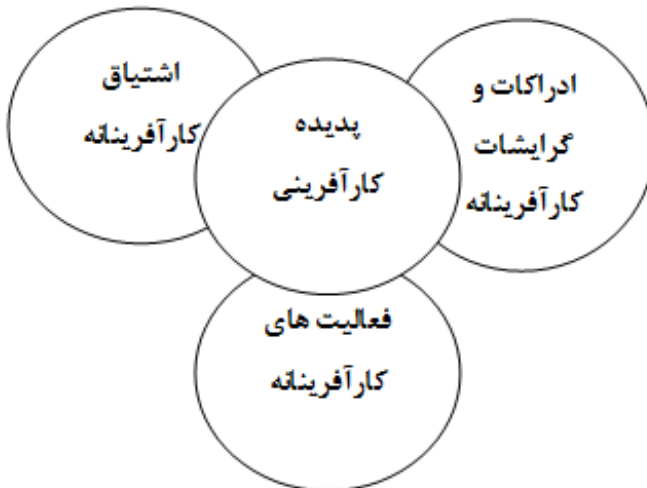 ادراکات و
گرایشات
کارآفرینانه
پدیده
کارآفرینی
اشتیاق
کارآفرینانه
فعالیت های
کارآفرینانه